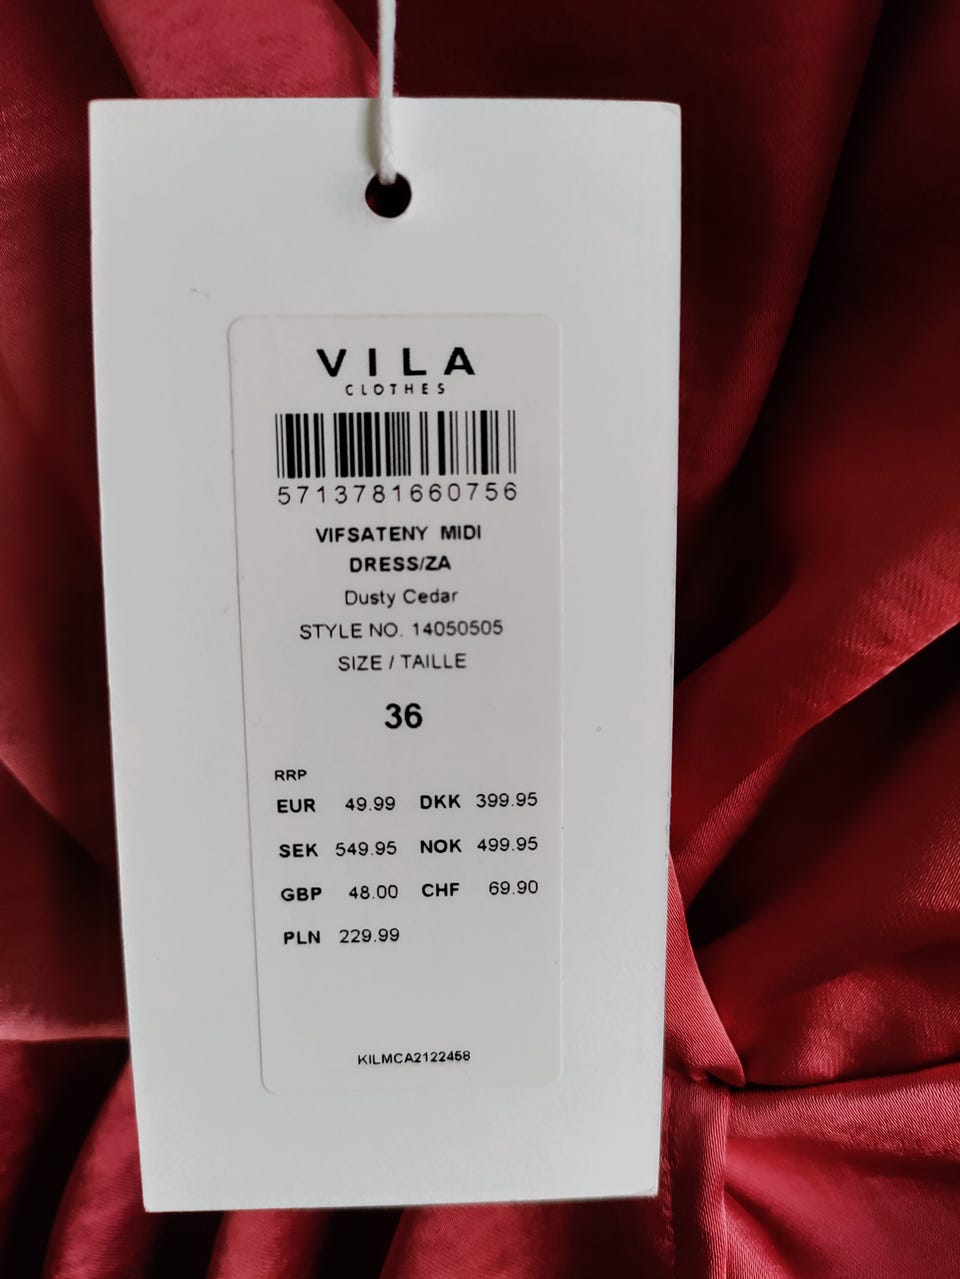 VILA
CLOTHES
5713781660756
VIFSATENY MIDI
DRESS/ZA
Dusty Cedar
STYLE NO. 14050505
SIZE / TAILLE
36
RRP
EUR 49.99 DKK 399.95
SEK 549.95 NOK 499.95
GBP 48.00 CHF 69.90
PLN 229.99
KILMCA2122458